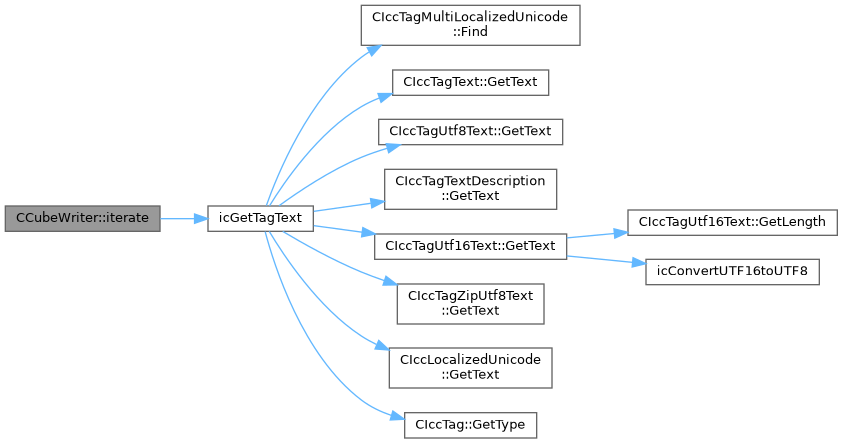 CCubeWriter::iterate
icGetTagText
CIccTagMultiLocalizedUnicode
::Find
CIccTagText::GetText
CIccTagUtf8Text::GetText
CIccTagTextDescription
::GetText
CIccTagUtf16Text::GetText
CIccTagUtf16Text::GetLength
icConvertUTF16toUTF8
CIccTagZipUtf8Text
::GetText
CIccLocalizedUnicode
::GetText
CIccTag::GetType